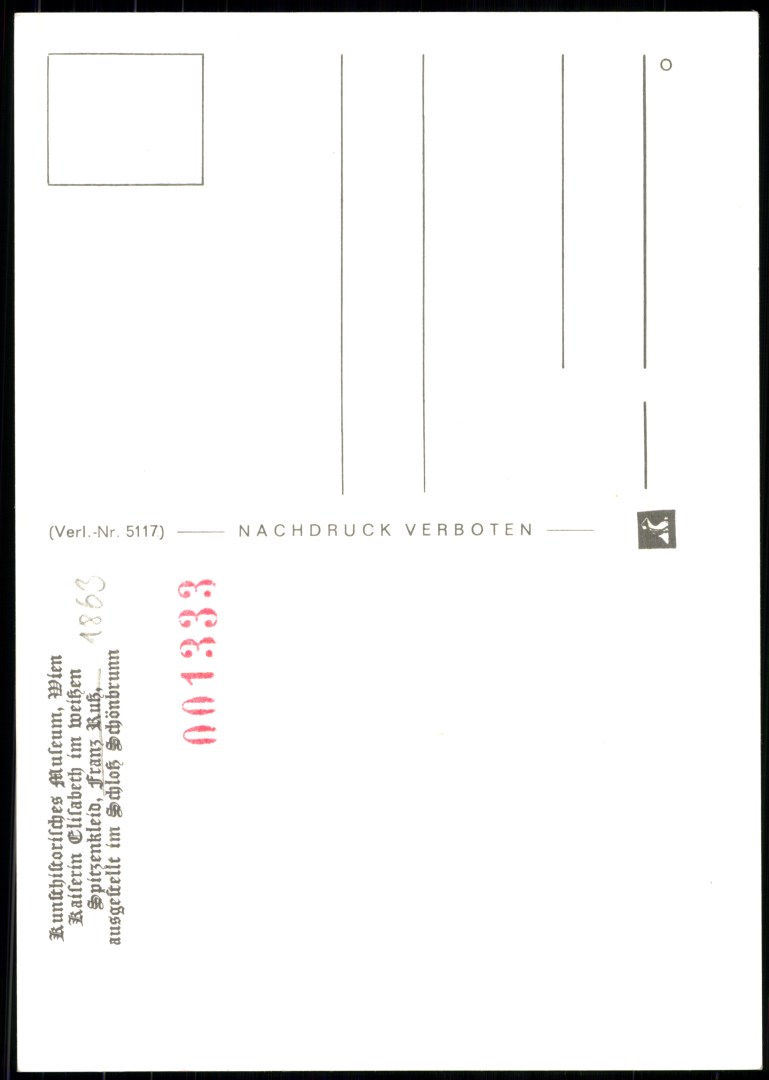 Kunsthistorisches Museum, Wien
Kaiserin Elisabeth im weißen
Spitzenkleid, Franz Ruß, 1863
ausgestellt im Schloß Schönbrunn
001333
(Verl.-Nr. 5117) —— NACHDRUCK VERBOTEN ——